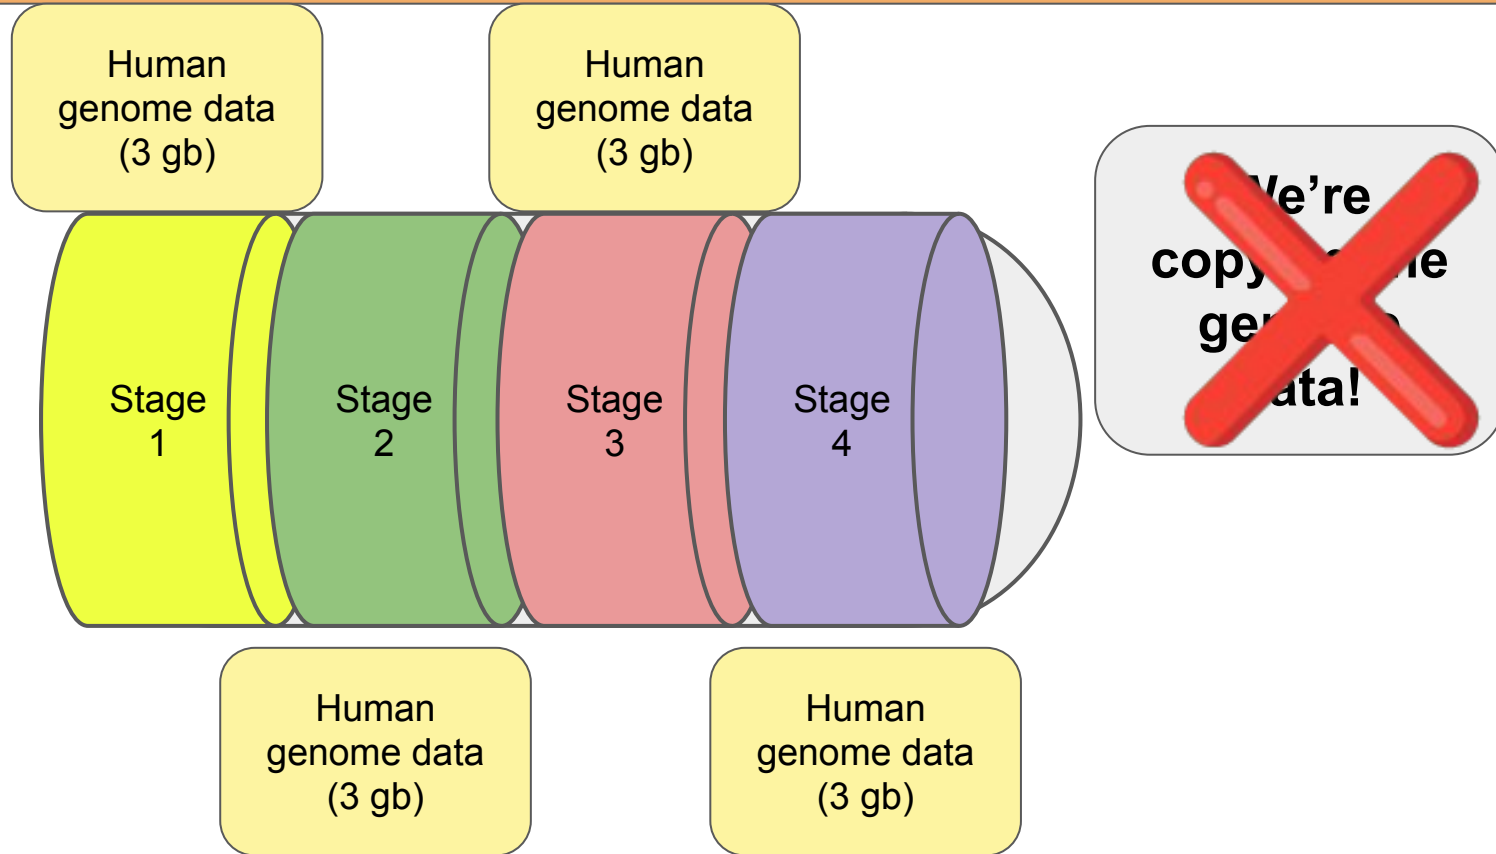 Human
genome data
(3 gb)
Human
genome data
(3 gb)
e're
Stage
1
Stage
2
Stage
3
Stage
4
Human
genome data
(3 gb)
Human
genome data
(3 gb)